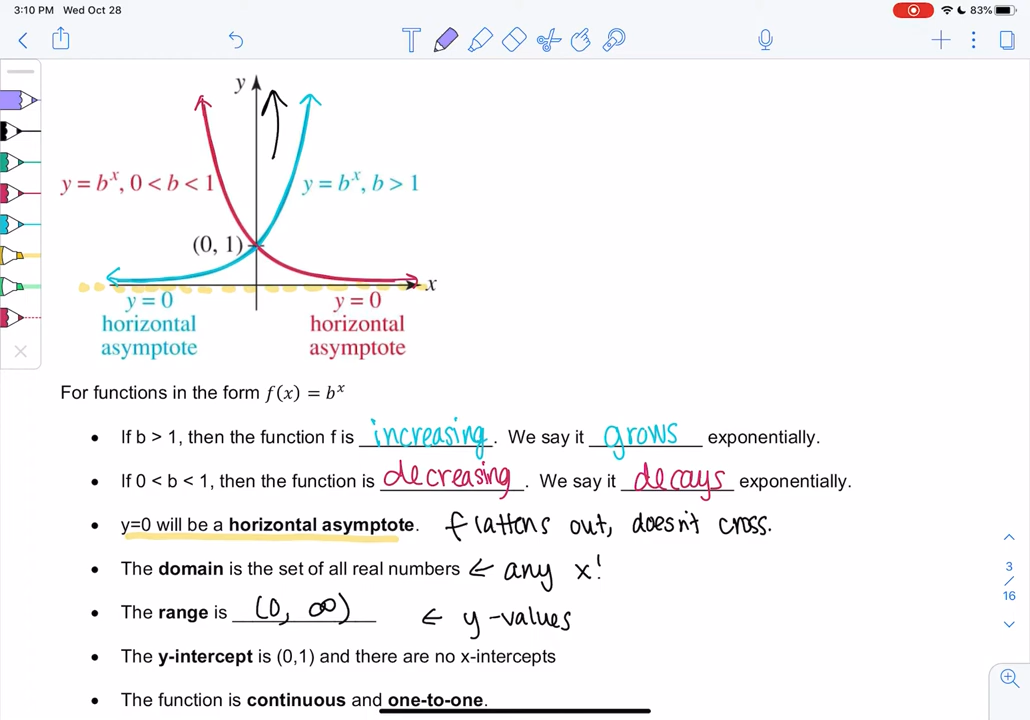 3:10 PM Wed Oct 28
83%
y
y = bˣ, 0 < b < 1
y = bˣ, b > 1
(0, 1)
x
y = 0
horizontal
asymptote
y = 0
horizontal
asymptote
For functions in the form f(x) = bˣ
• If b > 1, then the function f is increasing. We say it grows exponentially.
• If 0 < b < 1, then the function is decreasing. We say it decays exponentially.
• y=0 will be a horizontal asymptote. flattens out, doesn't cross.
• The domain is the set of all real numbers ← any x!
• The range is (0, ∞) ← y-values
• The y-intercept is (0,1) and there are no x-intercepts
• The function is continuous and one-to-one.
3
/
16